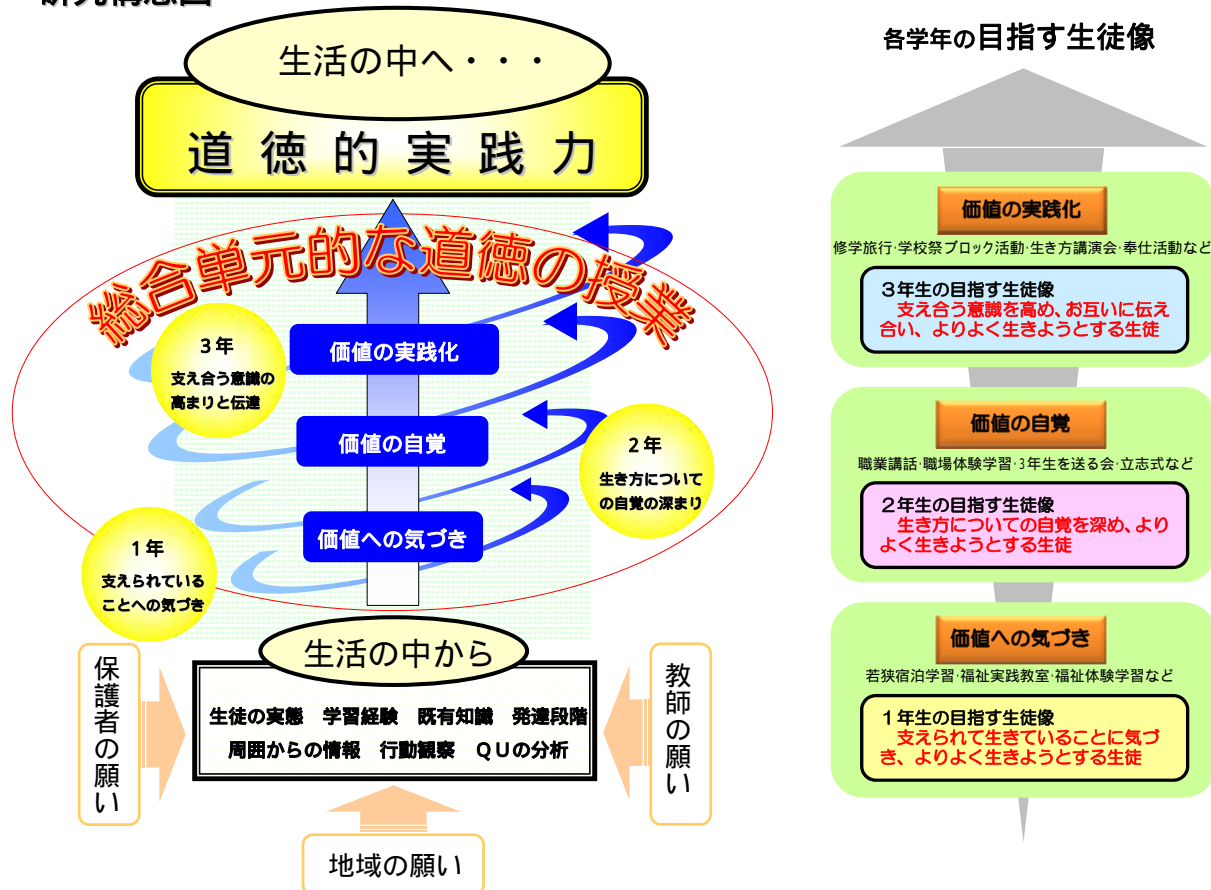 研究構想図
生活の中へ・・・
道徳的実践力
総合単元的な道徳の授業
3年
支え合う意識の
高まりと伝達
価値の実践化
価値の自覚
2年
生き方について
の自覚の深まり
価値への気づき
1年
支えられている
ことへの気づき
生活の中から
生徒の実態 学習経験 既有知識 発達段階
周囲からの情報 行動観察 QUの分析
保護者の願い
教師の願い
地域の願い
各学年の目指す生徒像
価値の実践化
修学旅行・学校祭ブロック活動・生き方講演会・奉仕活動など
3年生の目指す生徒像
支え合う意識を高め、お互いに伝え
合い、よりよく生きようとする生徒
価値の自覚
職業講話・職場体験学習・3年生を送る会・立志式など
2年生の目指す生徒像
生き方についての自覚を深め、より
よく生きようとする生徒
価値への気づき
若狭宿泊学習・福祉実践教室・福祉体験学習など
1年生の目指す生徒像
支えられて生きていることに気づ
き、よりよく生きようとする生徒